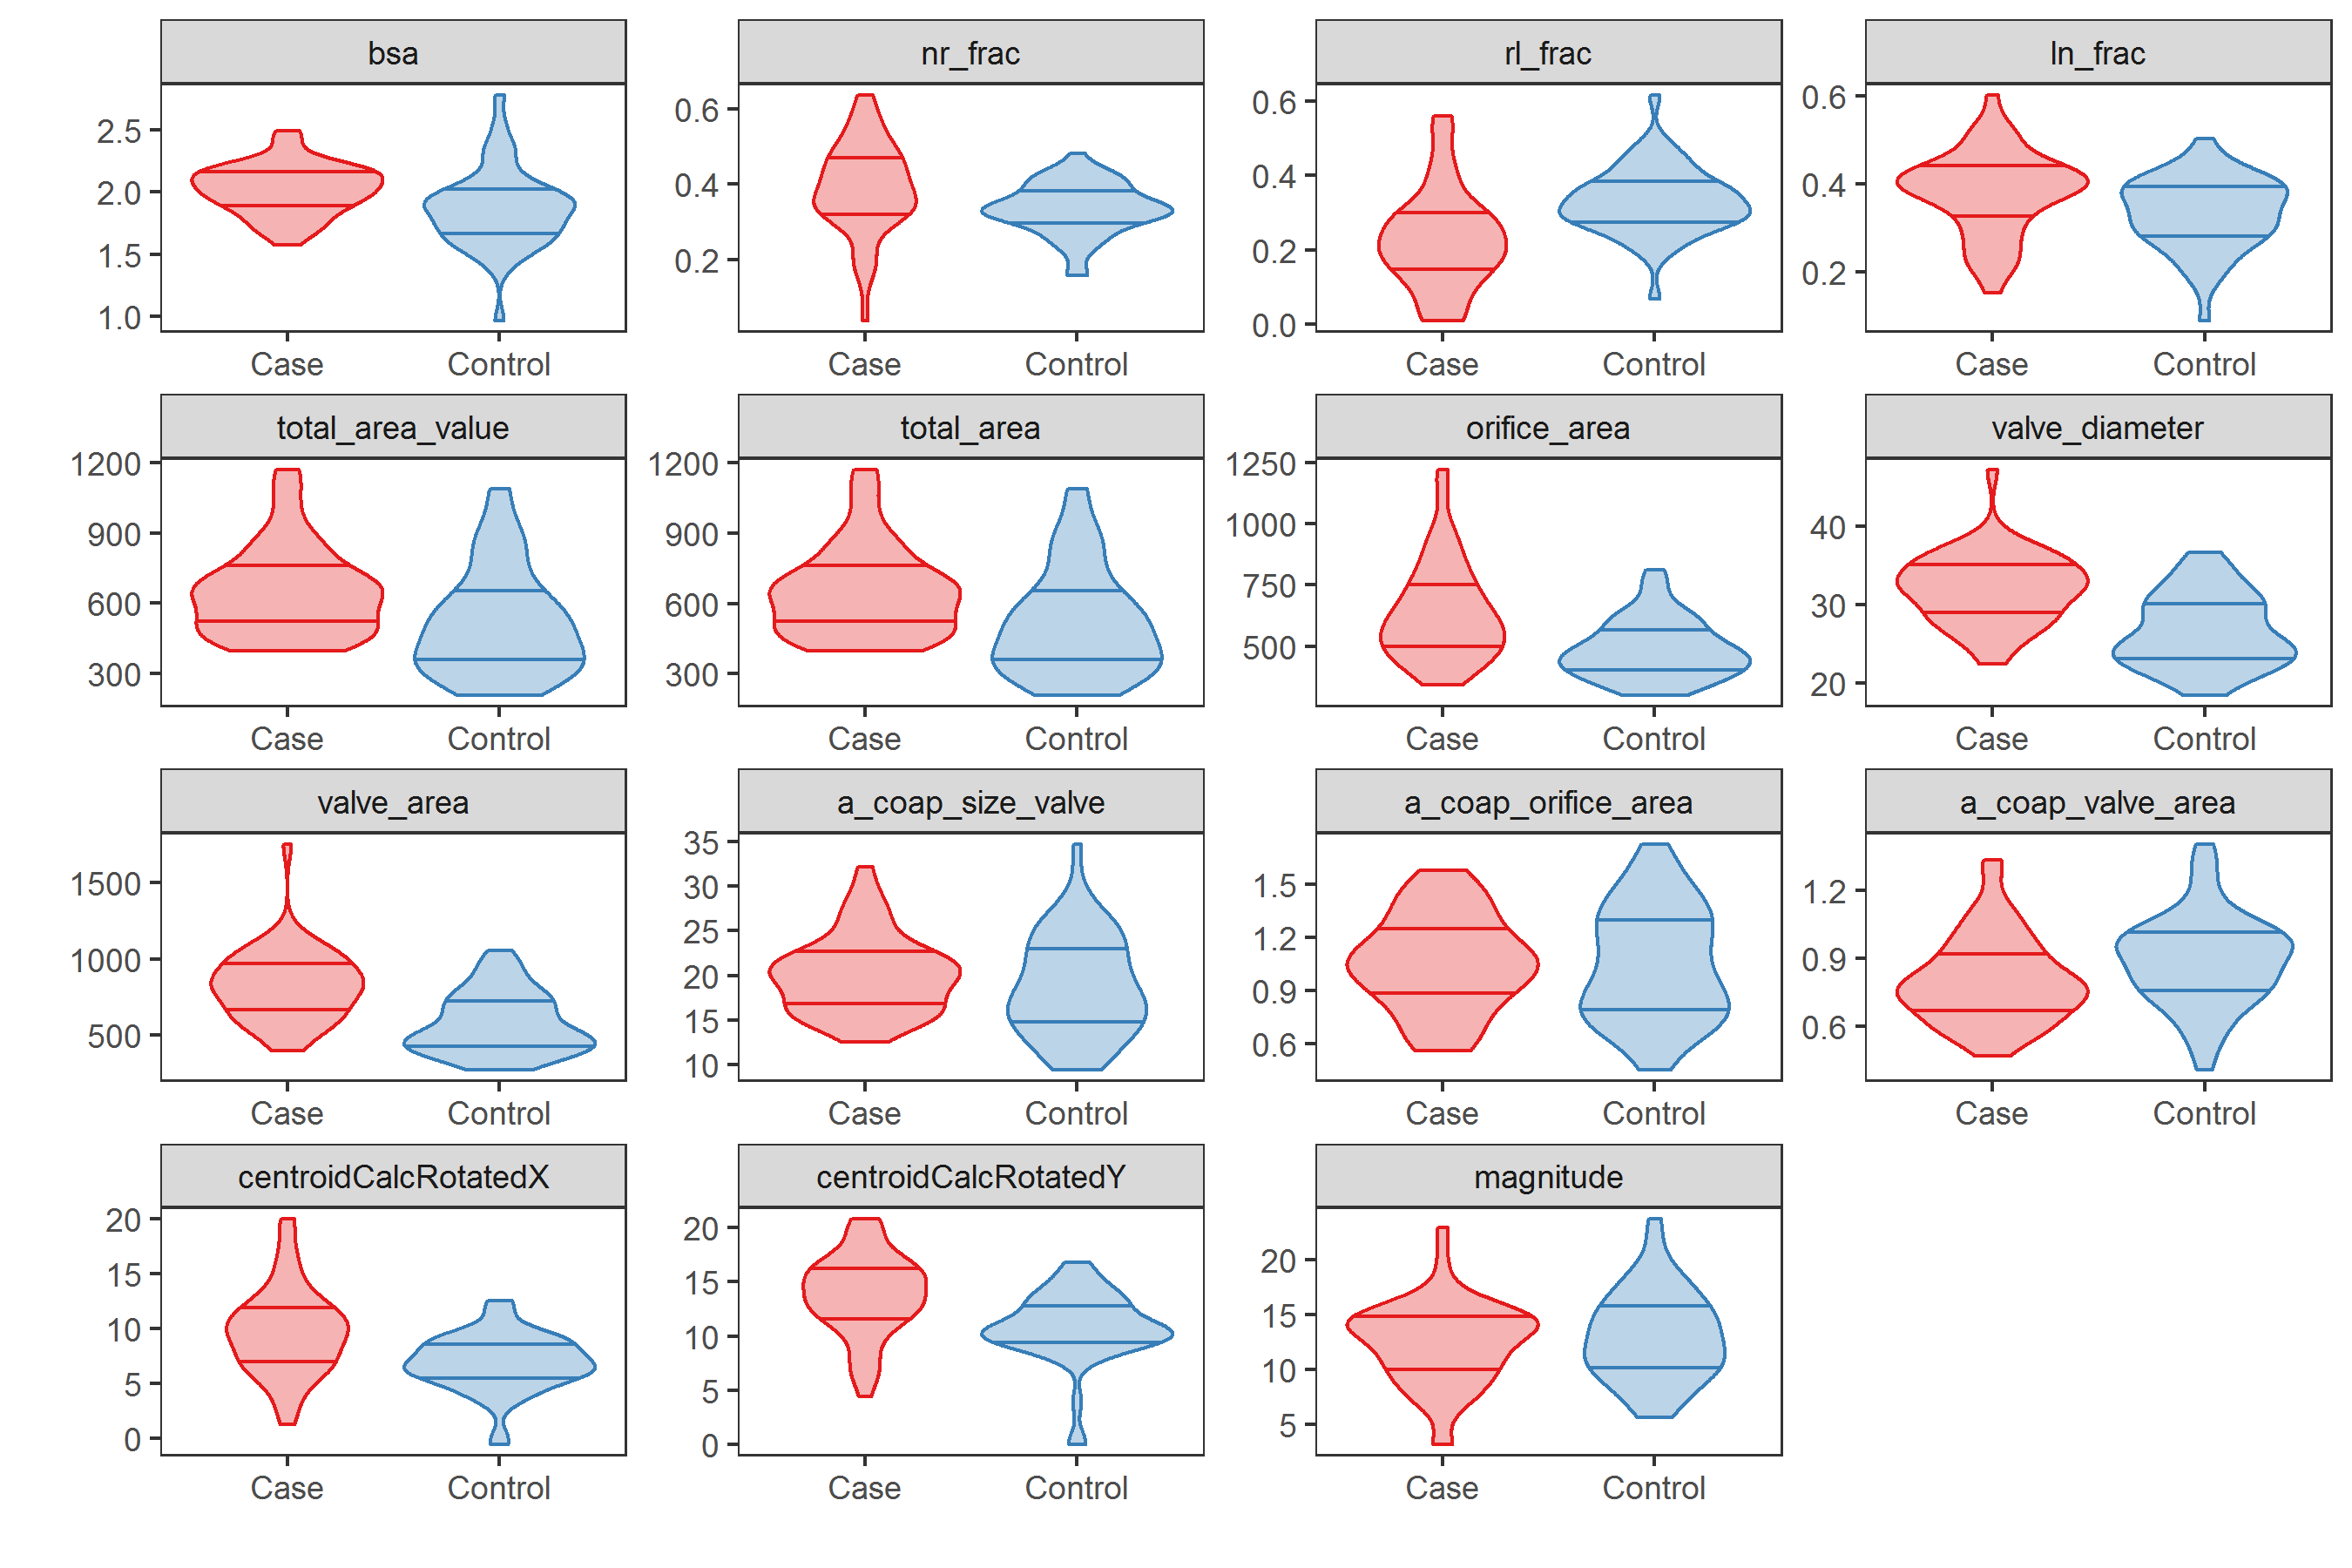 bsa
nr_frac
rl_frac
ln_frac
2.5
2.0
1.5
1.0
0.6
0.4
0.2
0.6
0.4
0.2
0.0
0.6
0.4
0.2
Case Control
Case Control
Case Control
Case Control
total_area_value
total_area
orifice_area
valve_diameter
1200
900
600
300
1200
900
600
300
1250
1000
750
500
40
30
20
Case Control
Case Control
Case Control
Case Control
valve_area
a_coap_size_valve
a_coap_orifice_area
a_coap_valve_area
1500
1000
500
35
30
25
20
15
10
1.5
1.2
0.9
0.6
1.2
0.9
0.6
Case Control
Case Control
Case Control
Case Control
centroidCalcRotatedX
centroidCalcRotatedY
magnitude
20
15
10
5
0
20
15
10
5
0
20
15
10
5
Case Control
Case Control
Case Control